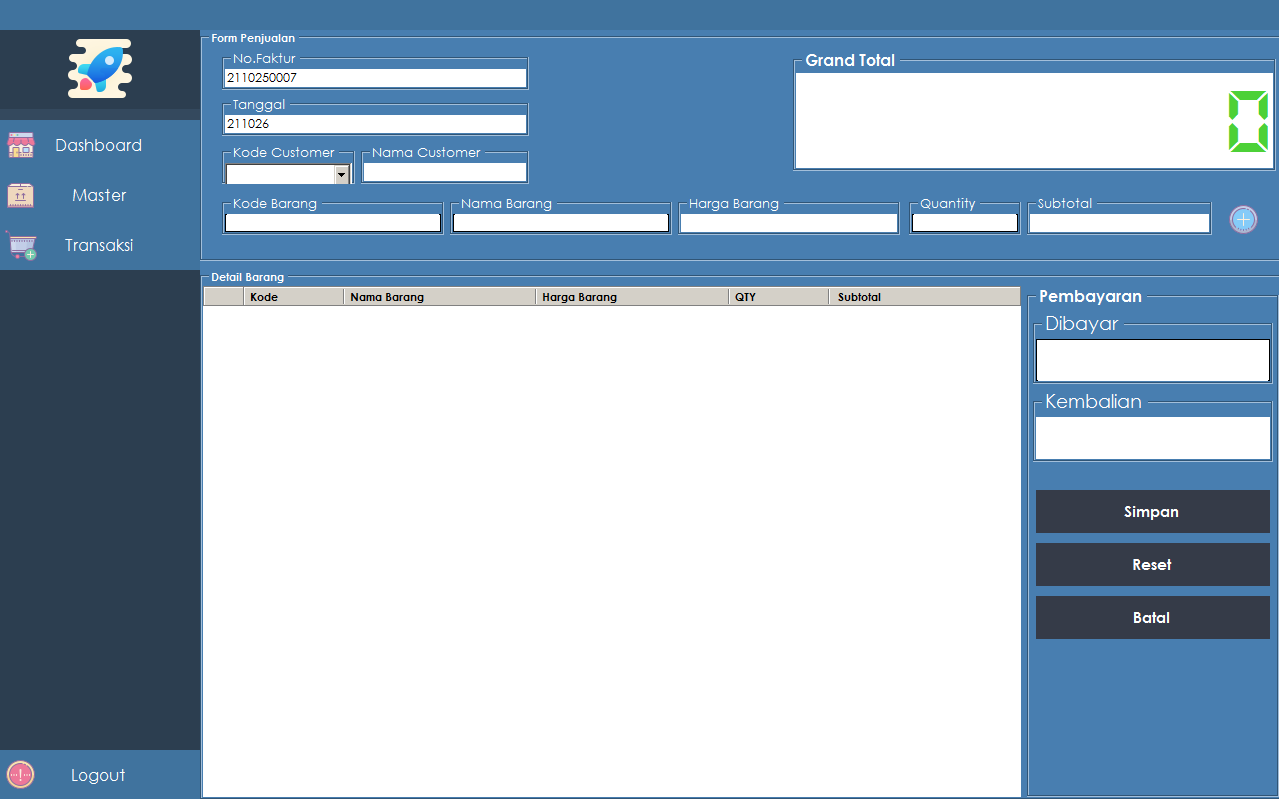 Form Penjualan
No.Faktur
2110250007
Tanggal
211026
Kode Customer
Nama Customer
Grand Total
0
Kode Barang
Nama Barang
Harga Barang
Quantity
Subtotal
Dashboard
Master
Transaksi
Logout
Detail Barang
Kode Nama Barang Harga Barang QTY Subtotal
Pembayaran
Dibayar
Kembalian
Simpan
Reset
Batal